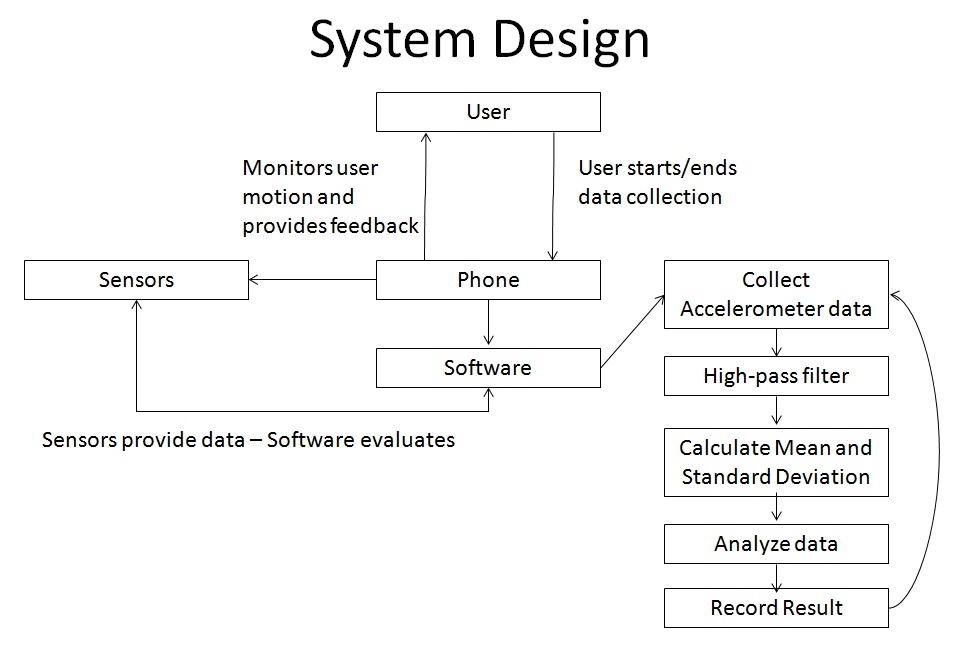 System Design
User
Monitors user
motion and
provides feedback
User starts/ends
data collection
Sensors
Phone
Collect
Accelerometer data
Software
High-pass filter
Sensors provide data – Software evaluates
Calculate Mean and
Standard Deviation
Analyze data
Record Result